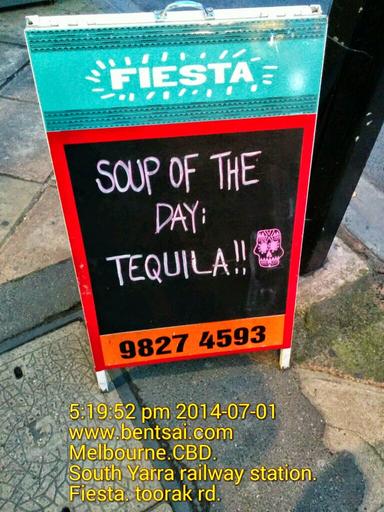 FIESTA
SOUP OF THE
DAY:
TEQUILA!!
9827 4593
5:19:52 pm 2014-07-01
www.bentsai.com
Melbourne.CBD.
South Yarra railway station.
Fiesta. toorak rd.